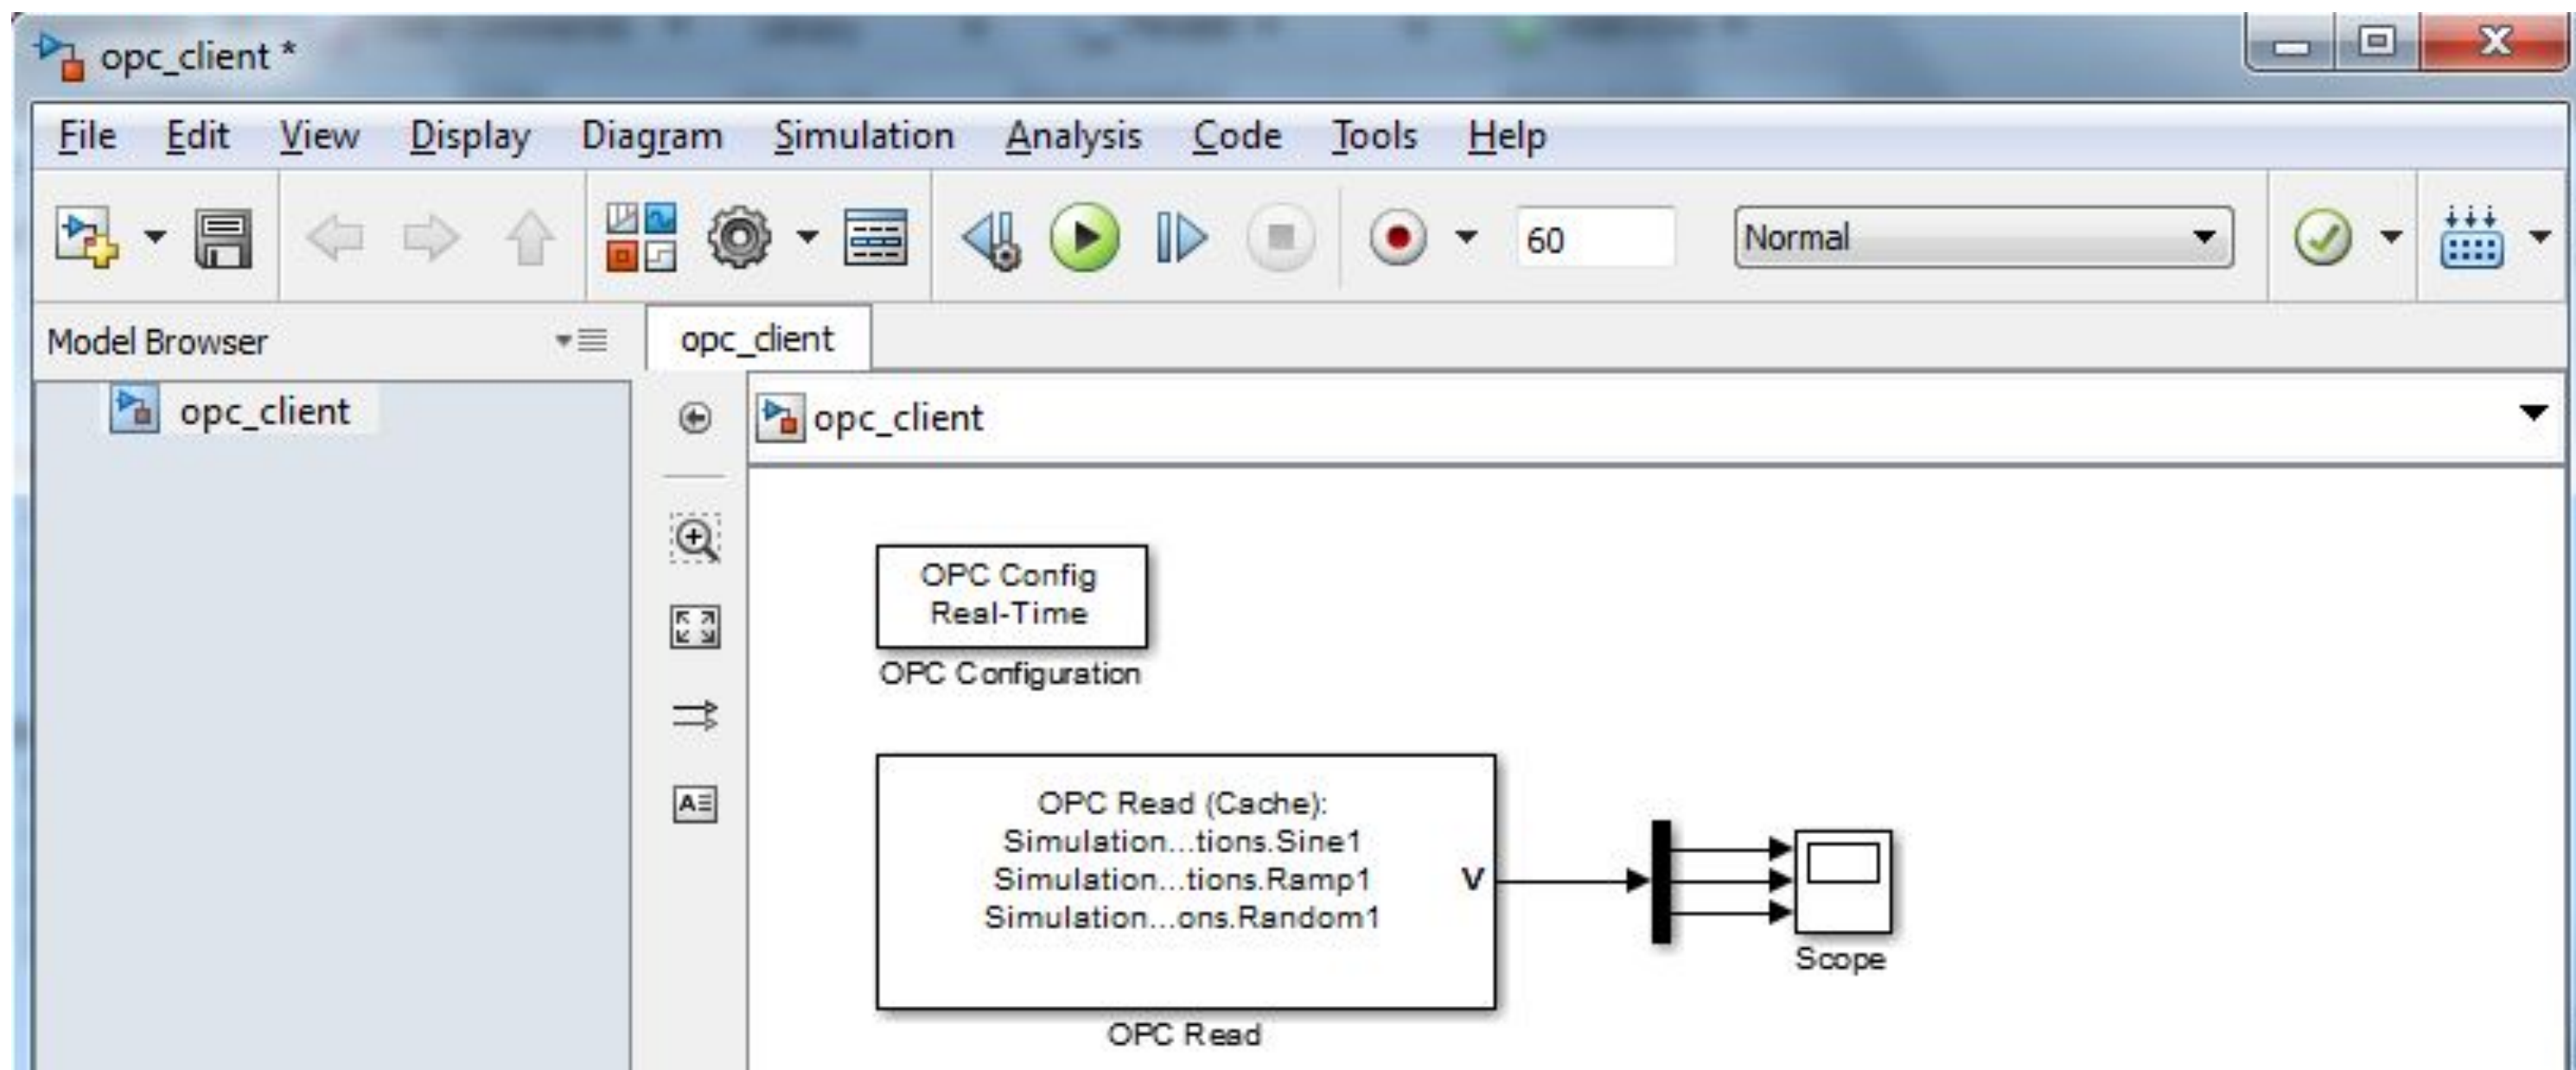 opc_client *
File Edit View Display Diagram Simulation Analysis Code Tools Help
60 Normal
Model Browser
opc_client
opc_client
opc_client
OPC Config
Real-Time
OPC Configuration
OPC Read (Cache):
Simulation...tions.Sine1
Simulation...tions.Ramp1
Simulation...ons.Random1
V
OPC Read
Scope